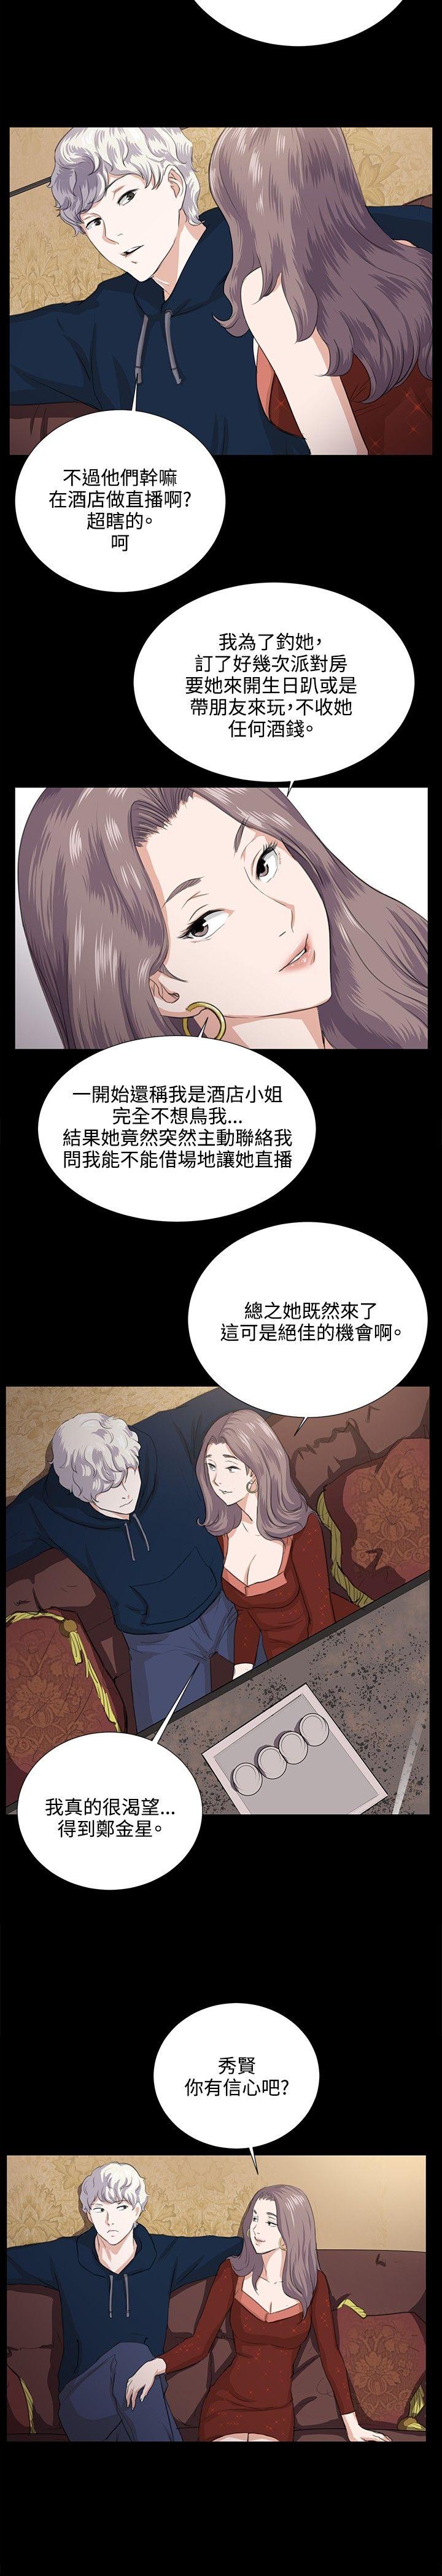 不過他們幹嘛
在酒店做直播啊?
超瞎的。
呵
我為了釣她，
訂了好幾次派對房
要她來開生日趴或是
帶朋友來玩，不收她
任何酒錢。
一開始還稱我是酒店小姐
完全不想鳥我...
結果她竟然突然主動聯絡我
問我能不能借場地讓她直播
總之她既然來了
這可是絕佳的機會啊。
我真的很渴望...
得到鄭金星。
秀賢
你有信心吧?